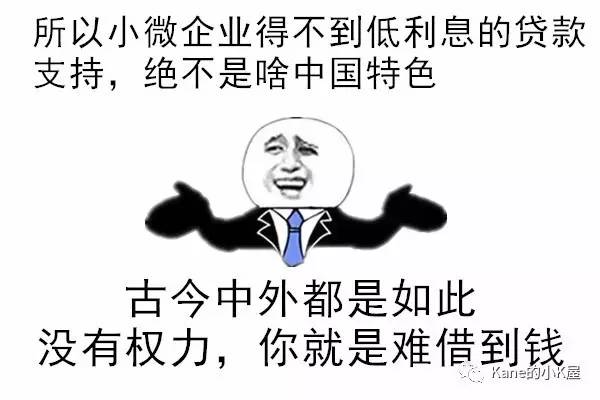 所以小微企业得不到低利息的贷款
支持，绝不是啥中国特色
古今中外都是如此
没有权力，你就是难借到钱
Kane的小K屋